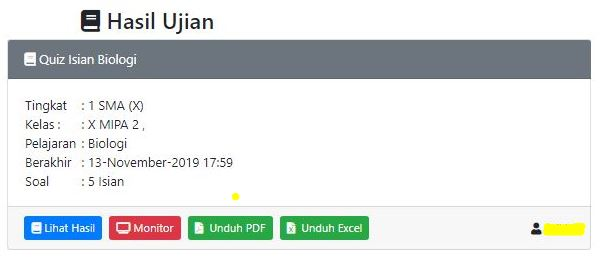 Hasil Ujian
Quiz Isian Biologi
Tingkat : 1 SMA (X)
Kelas : : X MIPA 2 ,
Pelajaran : Biologi
Berakhir : 13-November-2019 17:59
Soal : 5 Isian
Lihat Hasil Monitor Unduh PDF Unduh Excel